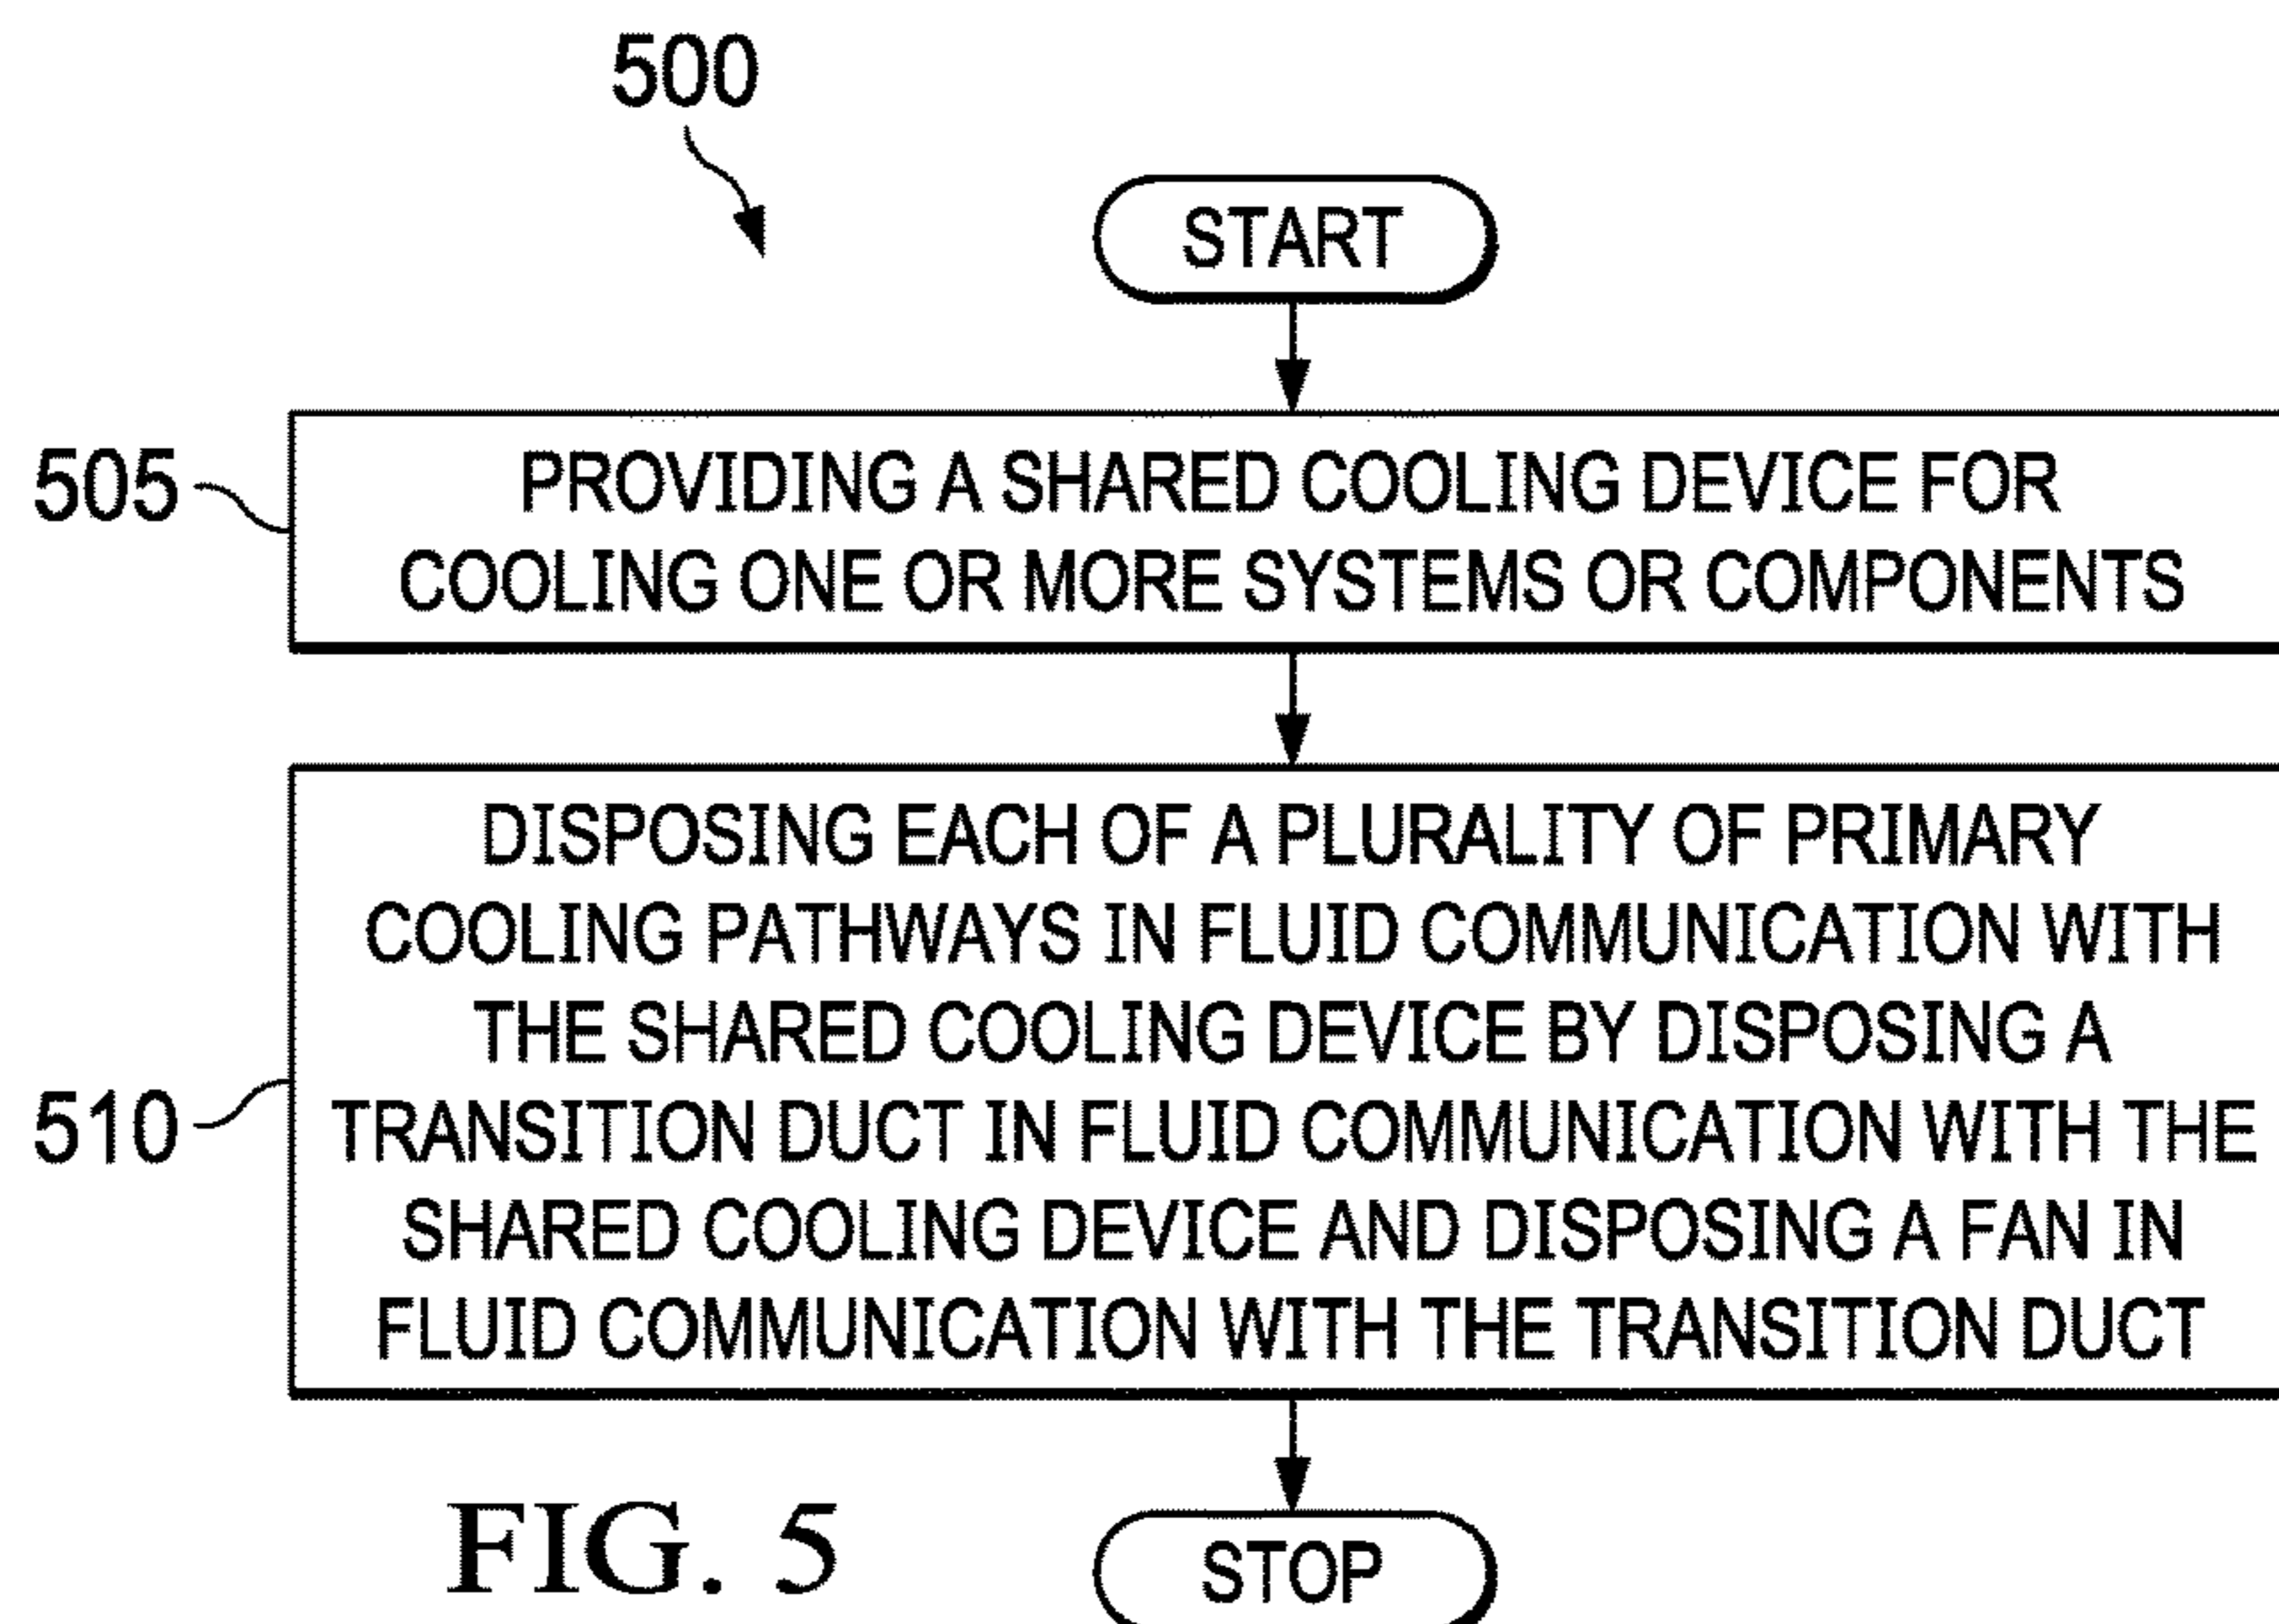 500
START
505
PROVIDING A SHARED COOLING DEVICE FOR
COOLING ONE OR MORE SYSTEMS OR COMPONENTS
510
DISPOSING EACH OF A PLURALITY OF PRIMARY
COOLING PATHWAYS IN FLUID COMMUNICATION WITH
THE SHARED COOLING DEVICE BY DISPOSING A
TRANSITION DUCT IN FLUID COMMUNICATION WITH THE
SHARED COOLING DEVICE AND DISPOSING A FAN IN
FLUID COMMUNICATION WITH THE TRANSITION DUCT
STOP
FIG. 5